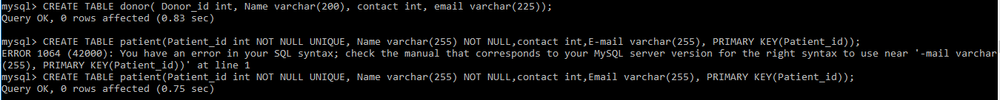 mysql> CREATE TABLE donor( Donor_id int, Name varchar(200), contact int, email varchar(225));
Query OK, 0 rows affected (0.83 sec)
mysql> CREATE TABLE patient(Patient_id int NOT NULL UNIQUE, Name varchar(255) NOT NULL,contact int,E-mail varchar(255), PRIMARY KEY(Patient_id));
ERROR 1064 (42000): You have an error in your SQL syntax; check the manual that corresponds to your MySQL server version for the right syntax to use near '-mail varchar
(255), PRIMARY KEY(Patient_id))' at line 1
mysql> CREATE TABLE patient(Patient_id int NOT NULL UNIQUE, Name varchar(255) NOT NULL,contact int,Email varchar(255), PRIMARY KEY(Patient_id));
Query OK, 0 rows affected (0.75 sec)